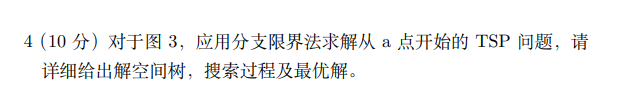 4 (10 分) 对于图 3，应用分支限界法求解从 a 点开始的 TSP 问题，请
详细给出解空间树，搜索过程及最优解。